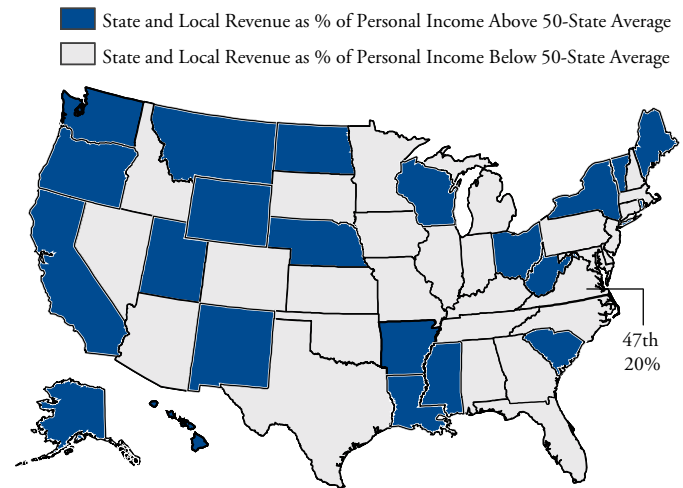 State and Local Revenue as % of Personal Income Above 50-State Average
State and Local Revenue as % of Personal Income Below 50-State Average
47th
20%